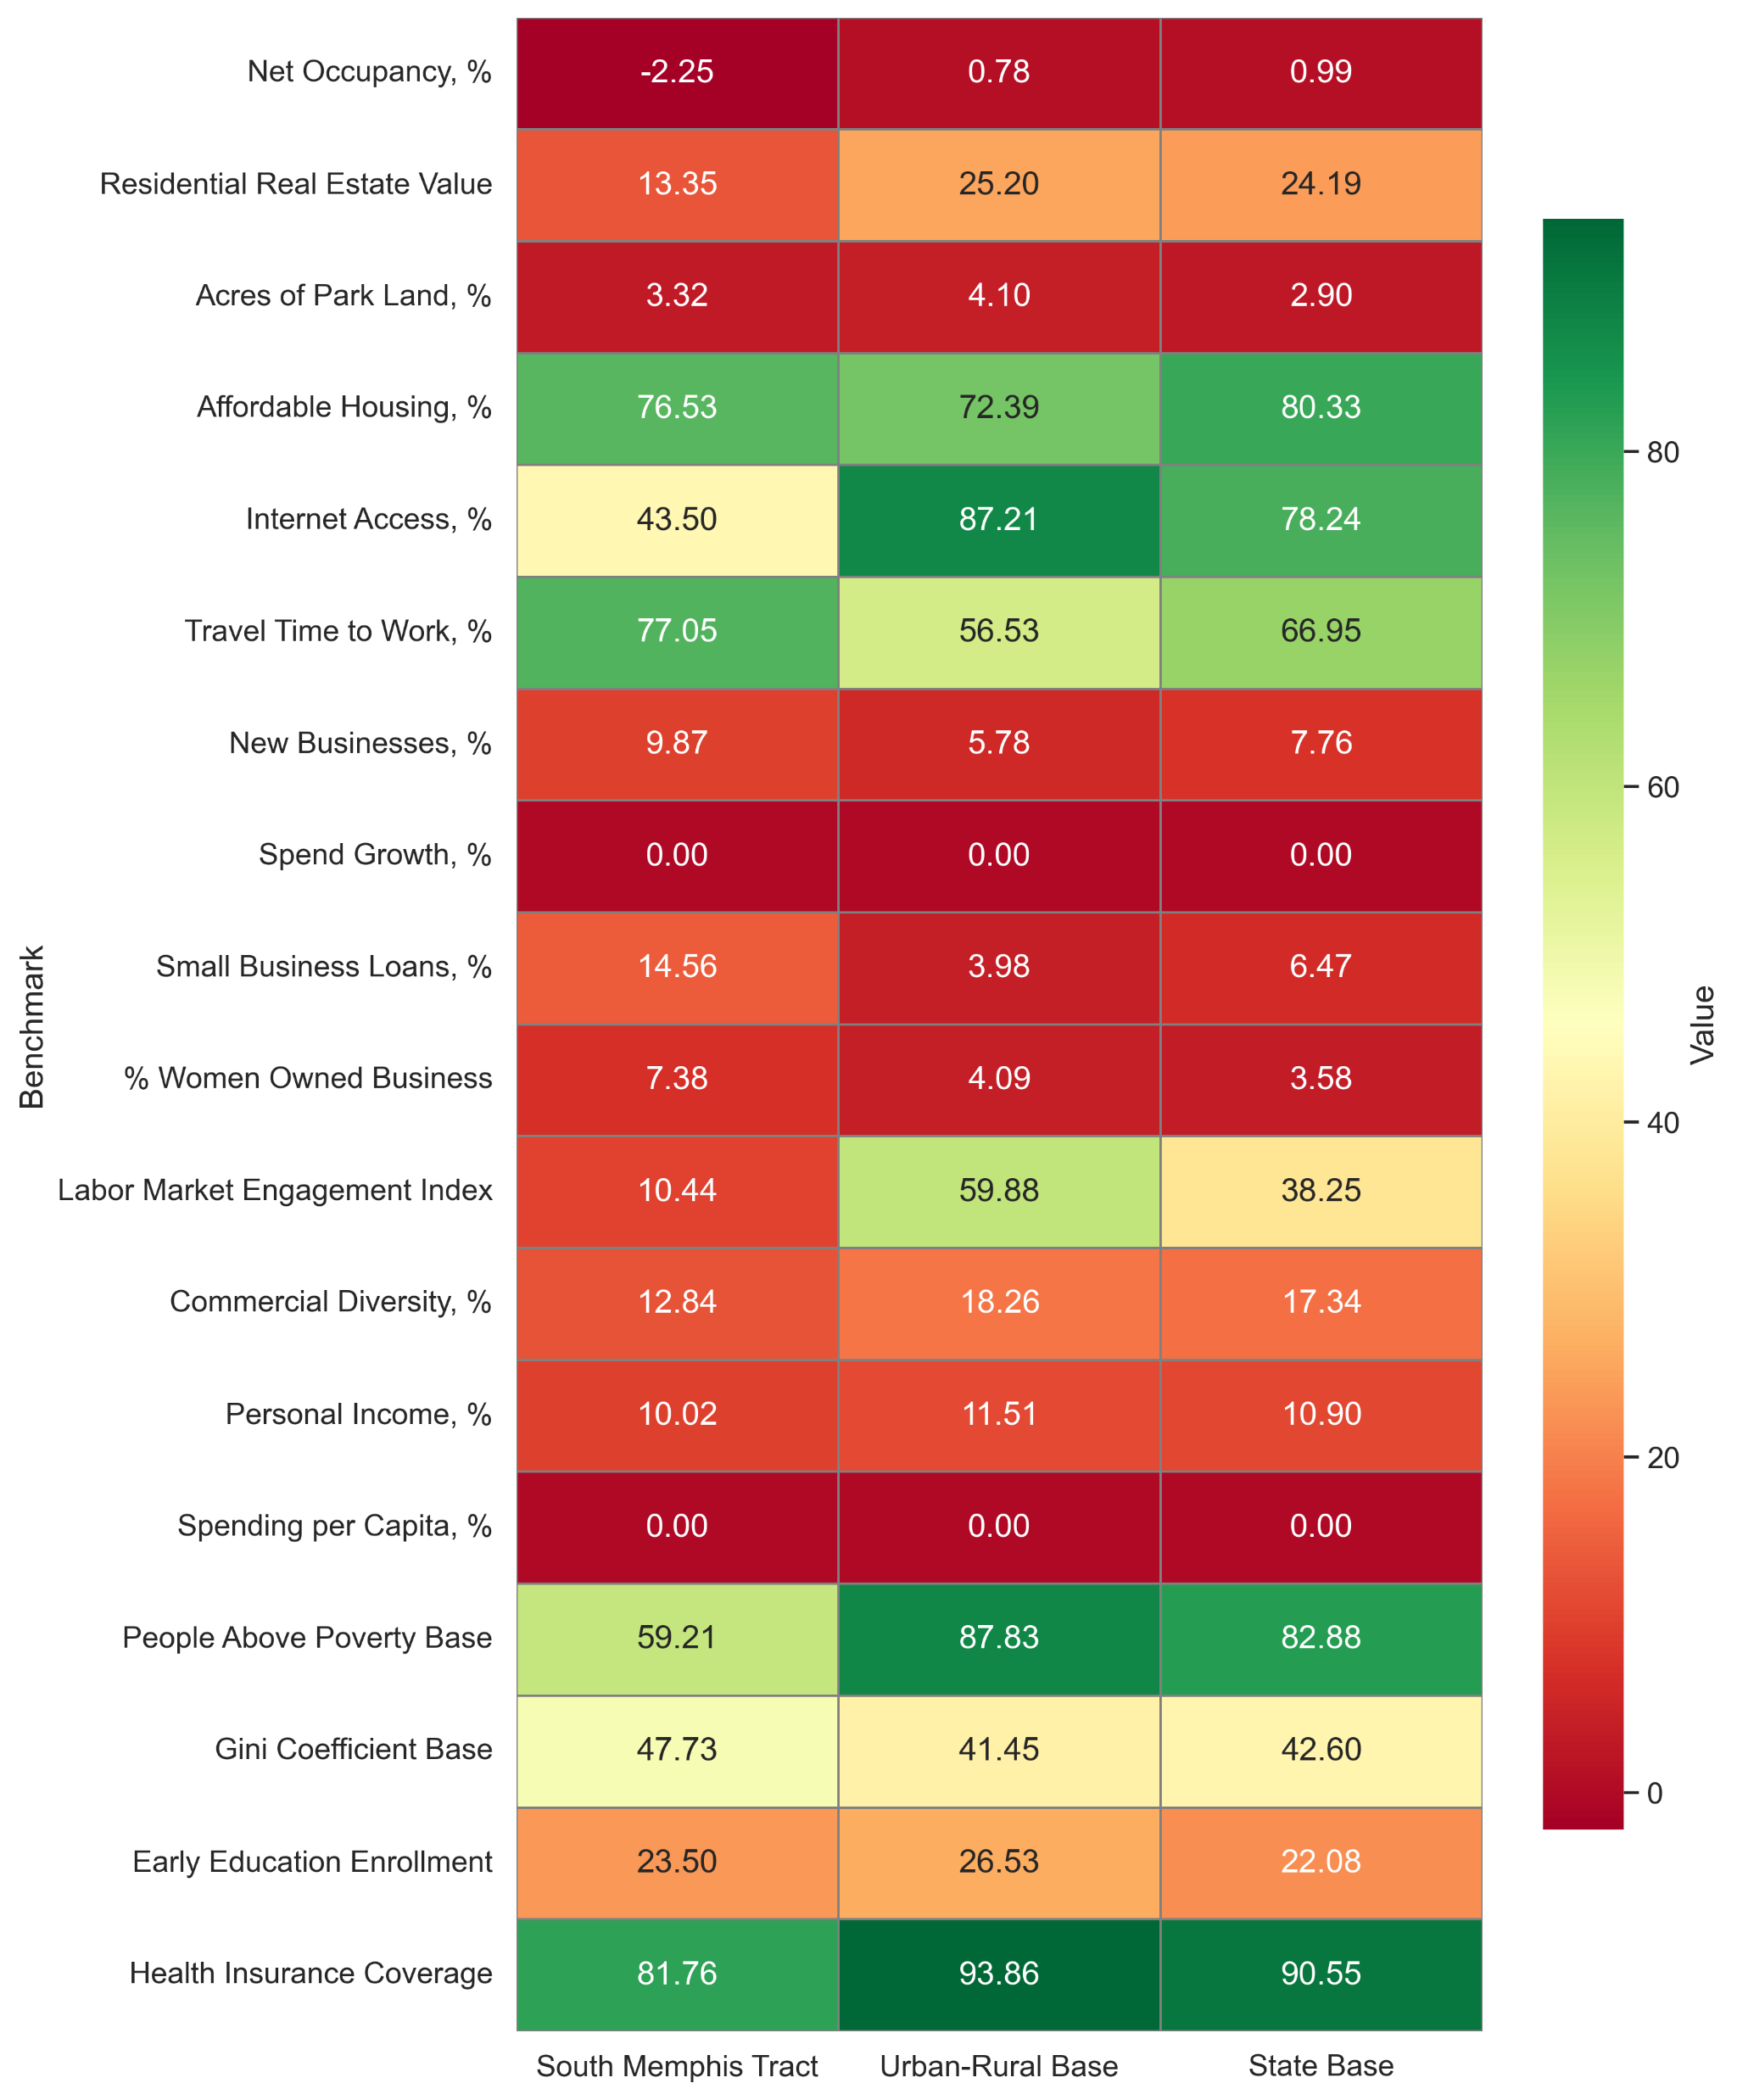 Net Occupancy, % -2.25 0.78 0.99
Residential Real Estate Value 13.35 25.20 24.19
Acres of Park Land, % 3.32 4.10 2.90
Affordable Housing, % 76.53 72.39 80.33
Internet Access, % 43.50 87.21 78.24
Travel Time to Work, % 77.05 56.53 66.95
New Businesses, % 9.87 5.78 7.76
Spend Growth, % 0.00 0.00 0.00
Small Business Loans, % 14.56 3.98 6.47
% Women Owned Business 7.38 4.09 3.58
Labor Market Engagement Index 10.44 59.88 38.25
Commercial Diversity, % 12.84 18.26 17.34
Personal Income, % 10.02 11.51 10.90
Spending per Capita, % 0.00 0.00 0.00
People Above Poverty Base 59.21 87.83 82.88
Gini Coefficient Base 47.73 41.45 42.60
Early Education Enrollment 23.50 26.53 22.08
Health Insurance Coverage 81.76 93.86 90.55
South Memphis Tract Urban-Rural Base State Base
Benchmark
80
60
40
20
0
Value